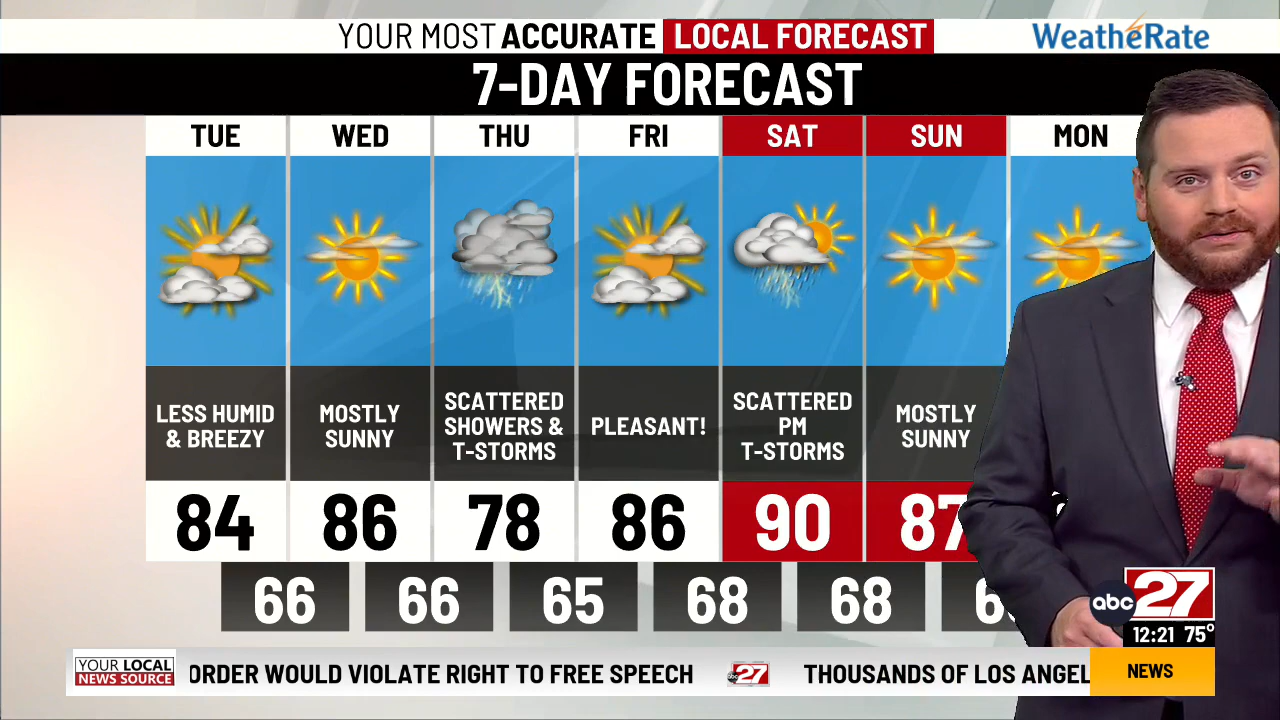 YOUR MOST ACCURATE LOCAL FORECAST
WeatheRate
7-DAY FORECAST
TUE WED THU FRI SAT SUN MON
LESS HUMID & BREEZY
MOSTLY SUNNY
SCATTERED SHOWERS & T-STORMS
PLEASANT!
SCATTERED PM T-STORMS
MOSTLY SUNNY
84 86 78 86 90 87
66 66 65 68 68
abc 27
12:21 75°
YOUR LOCAL NEWS SOURCE
ORDER WOULD VIOLATE RIGHT TO FREE SPEECH abc 27 THOUSANDS OF LOS ANGEL
NEWS